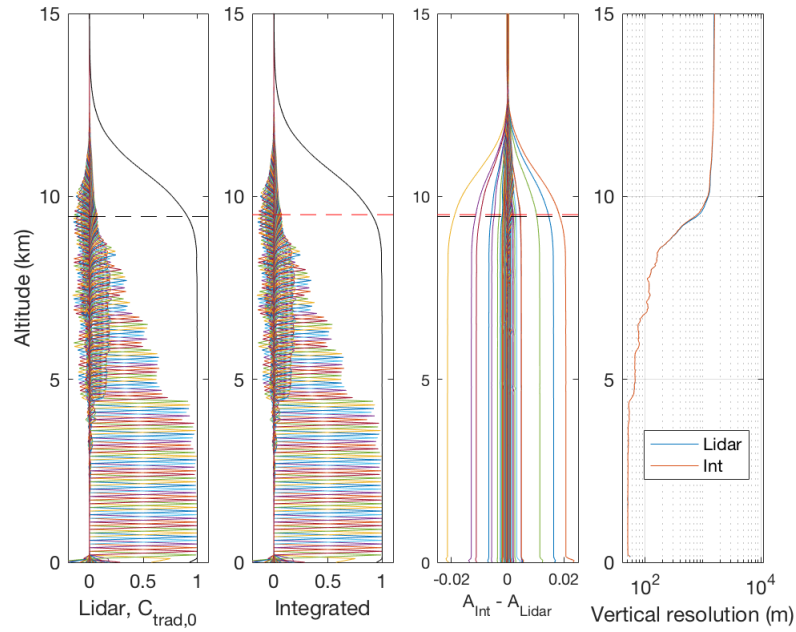 15
10
5
0
Altitude (km)
0 0.5 1
Lidar, C_trad,0
15
10
5
0
0 0.5 1
Integrated
15
10
5
0
-0.02 0 0.02
A_Int - A_Lidar
15
10
5
0
Lidar
Int
10^2 10^4
Vertical resolution (m)